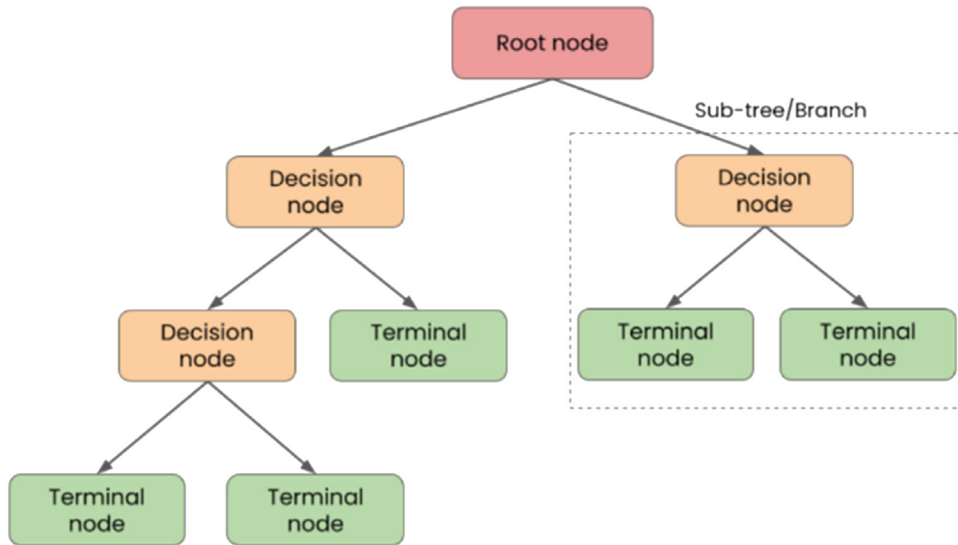 Root node
Sub-tree/Branch
Decision
node
Decision
node
Decision
node
Terminal
node
Terminal
node
Terminal
node
Terminal
node
Terminal
node